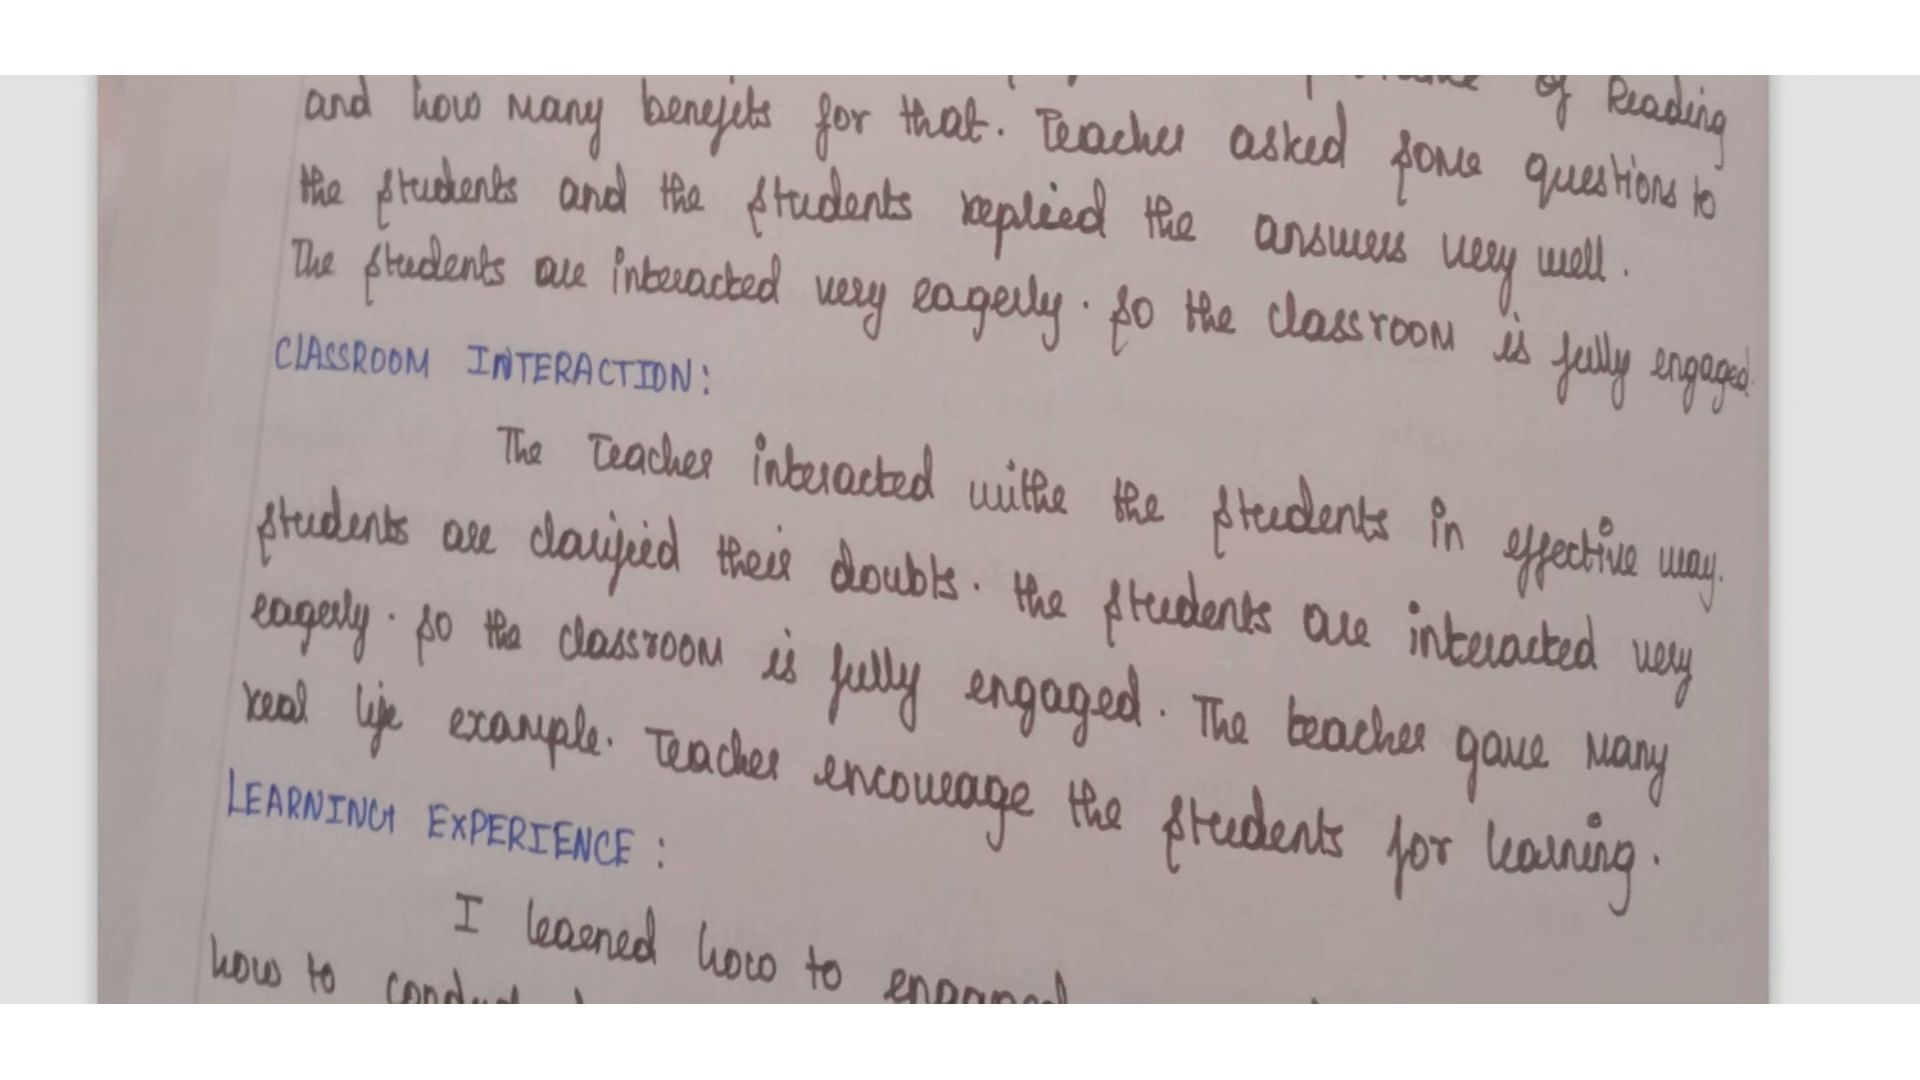 of Reading
and how many benefits for that. Teacher asked some questions to
the students and the students replied the answers very well.
The students are interacted very eagerly. So the classroom is fully engaged.
CLASSROOM INTERACTION:
The Teacher interacted withe the students in effective way.
students are clarified their doubts. The students are interacted very
eagerly. So the classroom is fully engaged. The teacher gave many
real life example. Teacher encourage the students for learning.
LEARNING EXPERIENCE:
I learned how to engaged
how to